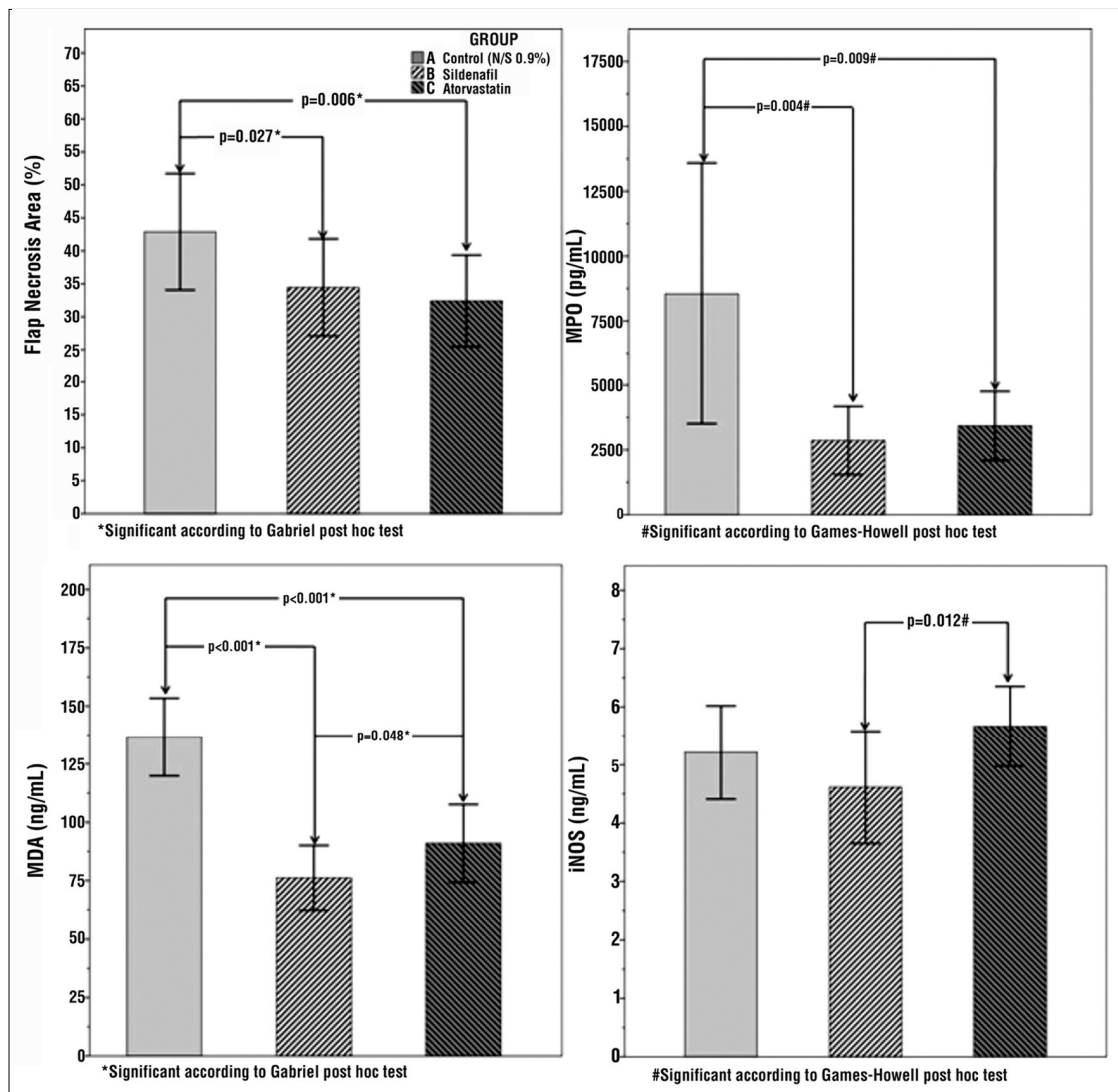 GROUP
A Control (N/S 0.9%)
B Sildenafil
C Atorvastatin
Flap Necrosis Area (%)
70
65
60
55
50
45
40
35
30
25
20
15
10
5
0
p=0.006*
p=0.027*
*Significant according to Gabriel post hoc test
MPO (pg/mL)
17500
15000
12500
10000
7500
5000
2500
0
p=0.009#
p=0.004#
#Significant according to Games-Howell post hoc test
MDA (ng/mL)
200
175
150
125
100
75
50
25
0
p<0.001*
p<0.001*
p=0.048*
*Significant according to Gabriel post hoc test
iNOS (ng/mL)
8
7
6
5
4
3
2
1
0
p=0.012#
#Significant according to Games-Howell post hoc test